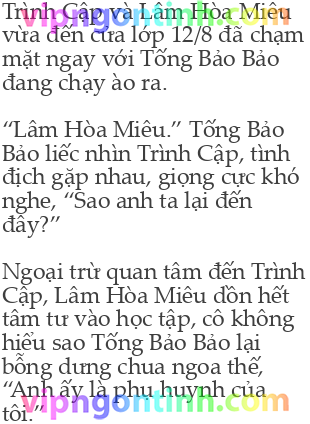 Trình Cập và Lâm Hòa Miêu
vipngontinh.com
vừa đến cửa lớp 12/8 đã chạm
mặt ngay với Tống Bảo Bảo
đang chạy ào ra.
“Lâm Hòa Miêu.” Tống Bảo
Bảo liếc nhìn Trình Cập, tình
địch gặp nhau, giọng cực khó
nghe, “Sao anh ta lại đến
đây?”
Ngoại trừ quan tâm đến Trình
Cập, Lâm Hòa Miêu dồn hết
tâm tư vào học tập, cô không
hiểu sao Tống Bảo Bảo lại
bỗng dưng chua ngoa thế,
“Anh ấy là phụ huynh của
vipngontinh.com
tôi.”